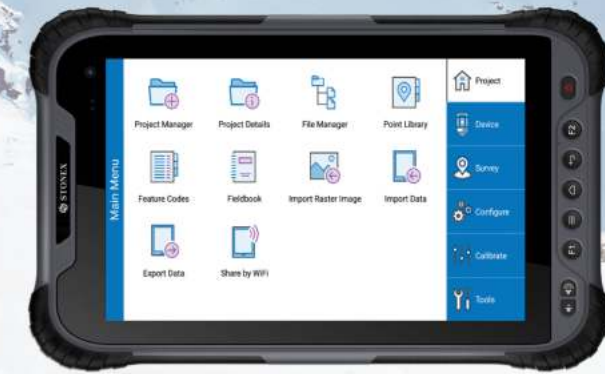 STONEX
Main Menu
Project Manager
Project Details
File Manager
Point Library
Feature Codes
Fieldbook
Import Raster Image
Import Data
Export Data
Share by WiFi
Project
Device
Survey
Configure
Calibrate
Tools
F2
F1